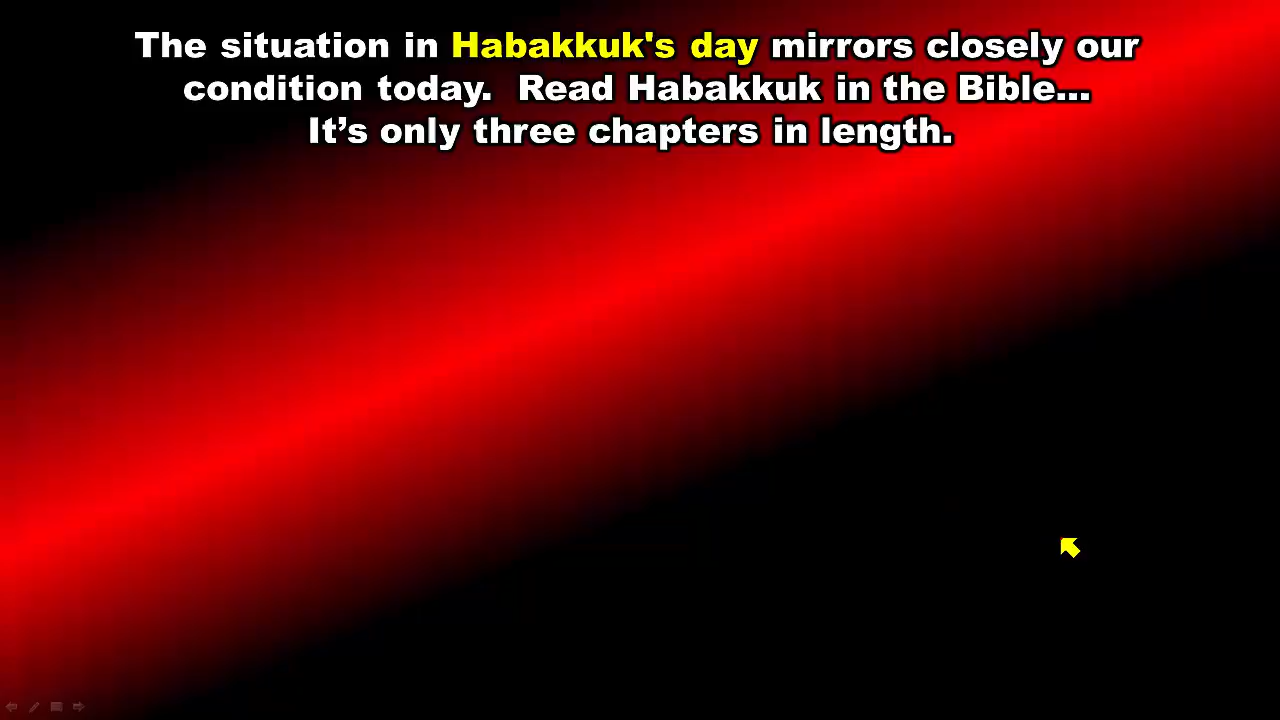 The situation in Habakkuk's day mirrors closely our
condition today.  Read Habakkuk in the Bible...
It’s only three chapters in length.